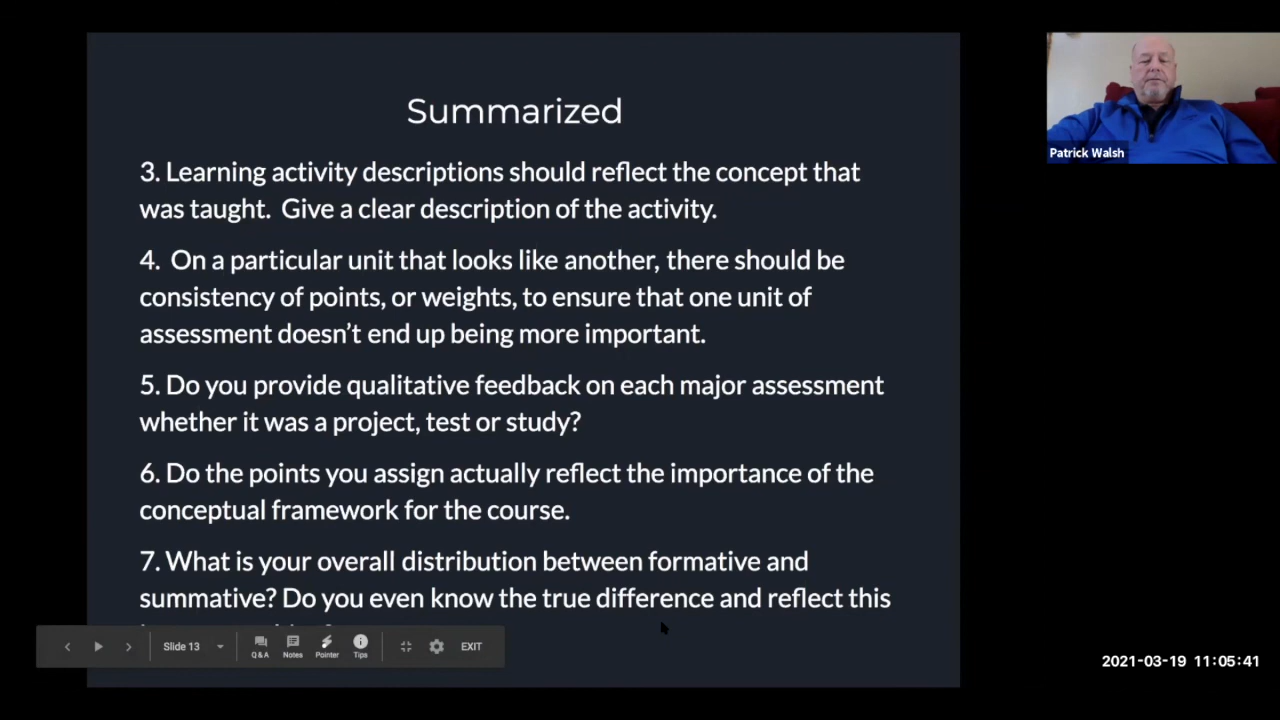 Summarized
3. Learning activity descriptions should reflect the concept that
was taught. Give a clear description of the activity.
4. On a particular unit that looks like another, there should be
consistency of points, or weights, to ensure that one unit of
assessment doesn't end up being more important.
5. Do you provide qualitative feedback on each major assessment
whether it was a project, test or study?
6. Do the points you assign actually reflect the importance of the
conceptual framework for the course.
7. What is your overall distribution between formative and
summative? Do you even know the true difference and reflect this
Slide 13
Q & A
Notes
Pointer
Tips
EXIT
Patrick Walsh
2021-03-19 11:05:41